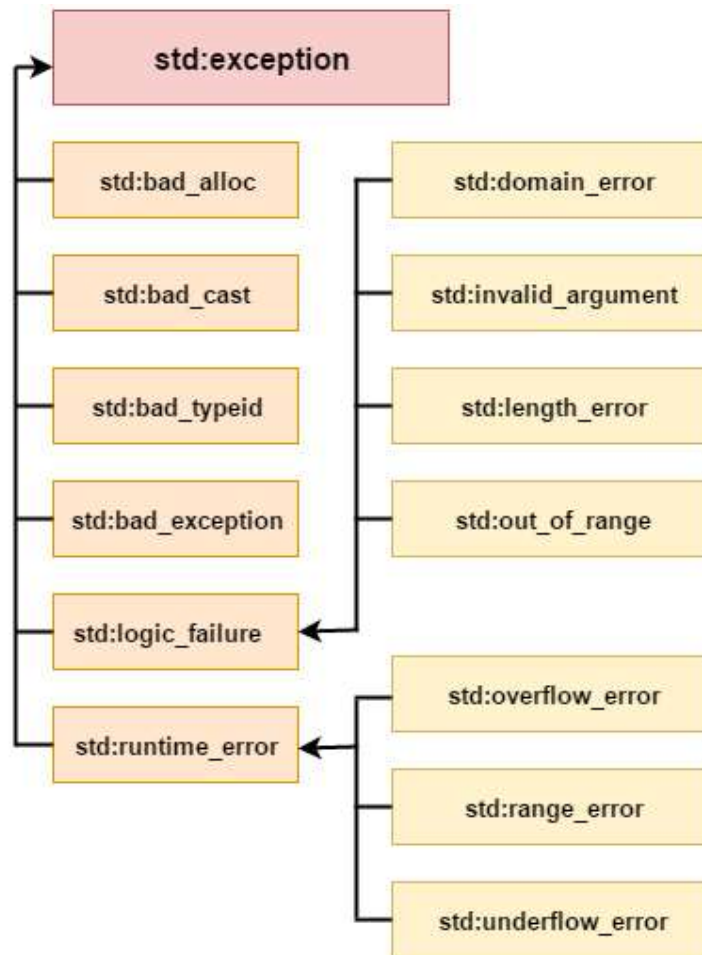 std:exception
std:bad_alloc
std:bad_cast
std:bad_typeid
std:bad_exception
std:logic_failure
std:runtime_error
std:domain_error
std:invalid_argument
std:length_error
std:out_of_range
std:overflow_error
std:range_error
std:underflow_error